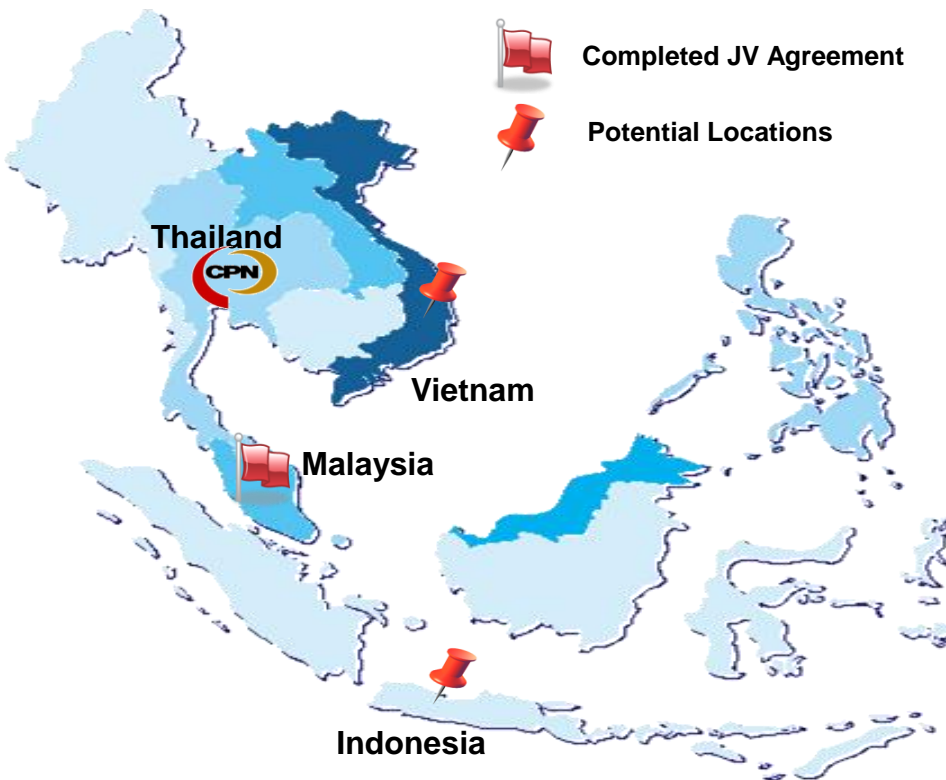 Completed JV Agreement
Potential Locations
Thailand
CPN
Vietnam
Malaysia
Indonesia